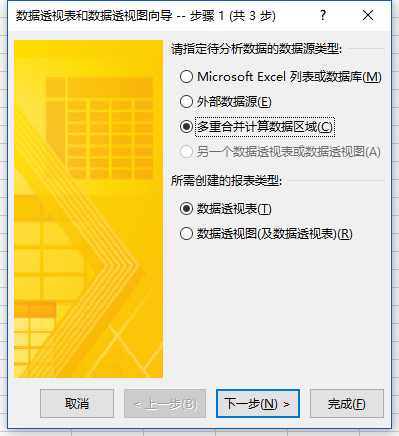 数据透视表和数据透视图向导 -- 步骤 1 (共 3 步)
请指定待分析数据的数据源类型:
Microsoft Excel 列表或数据库(M)
外部数据源(E)
多重合并计算数据区域(C)
另一个数据透视表或数据透视图(A)
所需创建的报表类型:
数据透视表(T)
数据透视图(及数据透视表)(R)
取消
< 上一步(B)
下一步(N) >
完成(F)